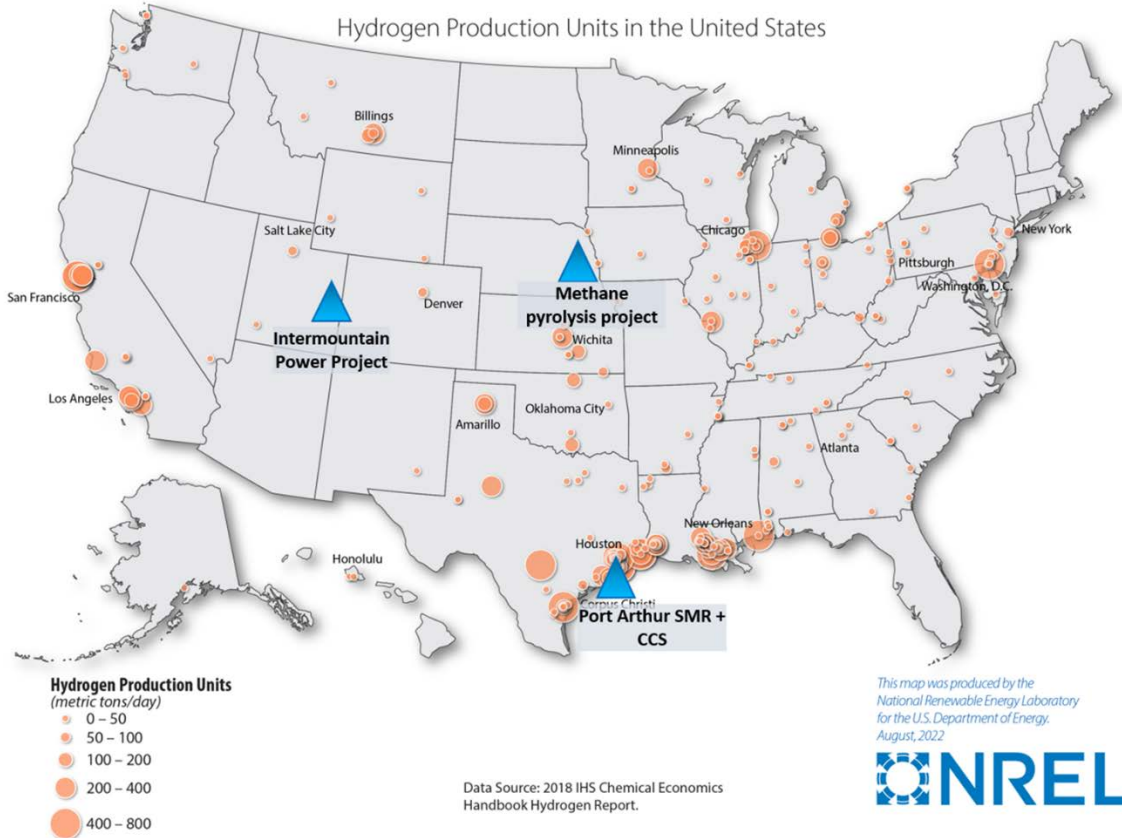 Hydrogen Production Units in the United States
Billings
Minneapolis
Salt Lake City
Chicago
New York
Pittsburgh
Washington, D.C.
San Francisco
Denver
Methane
pyrolysis project
Intermountain
Power Project
Wichita
Los Angeles
Amarillo
Oklahoma City
Atlanta
New Orleans
Houston
Honolulu
Corpus Christi
Port Arthur SMR +
CCS
Hydrogen Production Units
(metric tons/day)
0 – 50
50 – 100
100 – 200
200 – 400
400 – 800
Data Source: 2018 IHS Chemical Economics
Handbook Hydrogen Report.
This map was produced by the
National Renewable Energy Laboratory
for the U.S. Department of Energy.
August, 2022
NREL